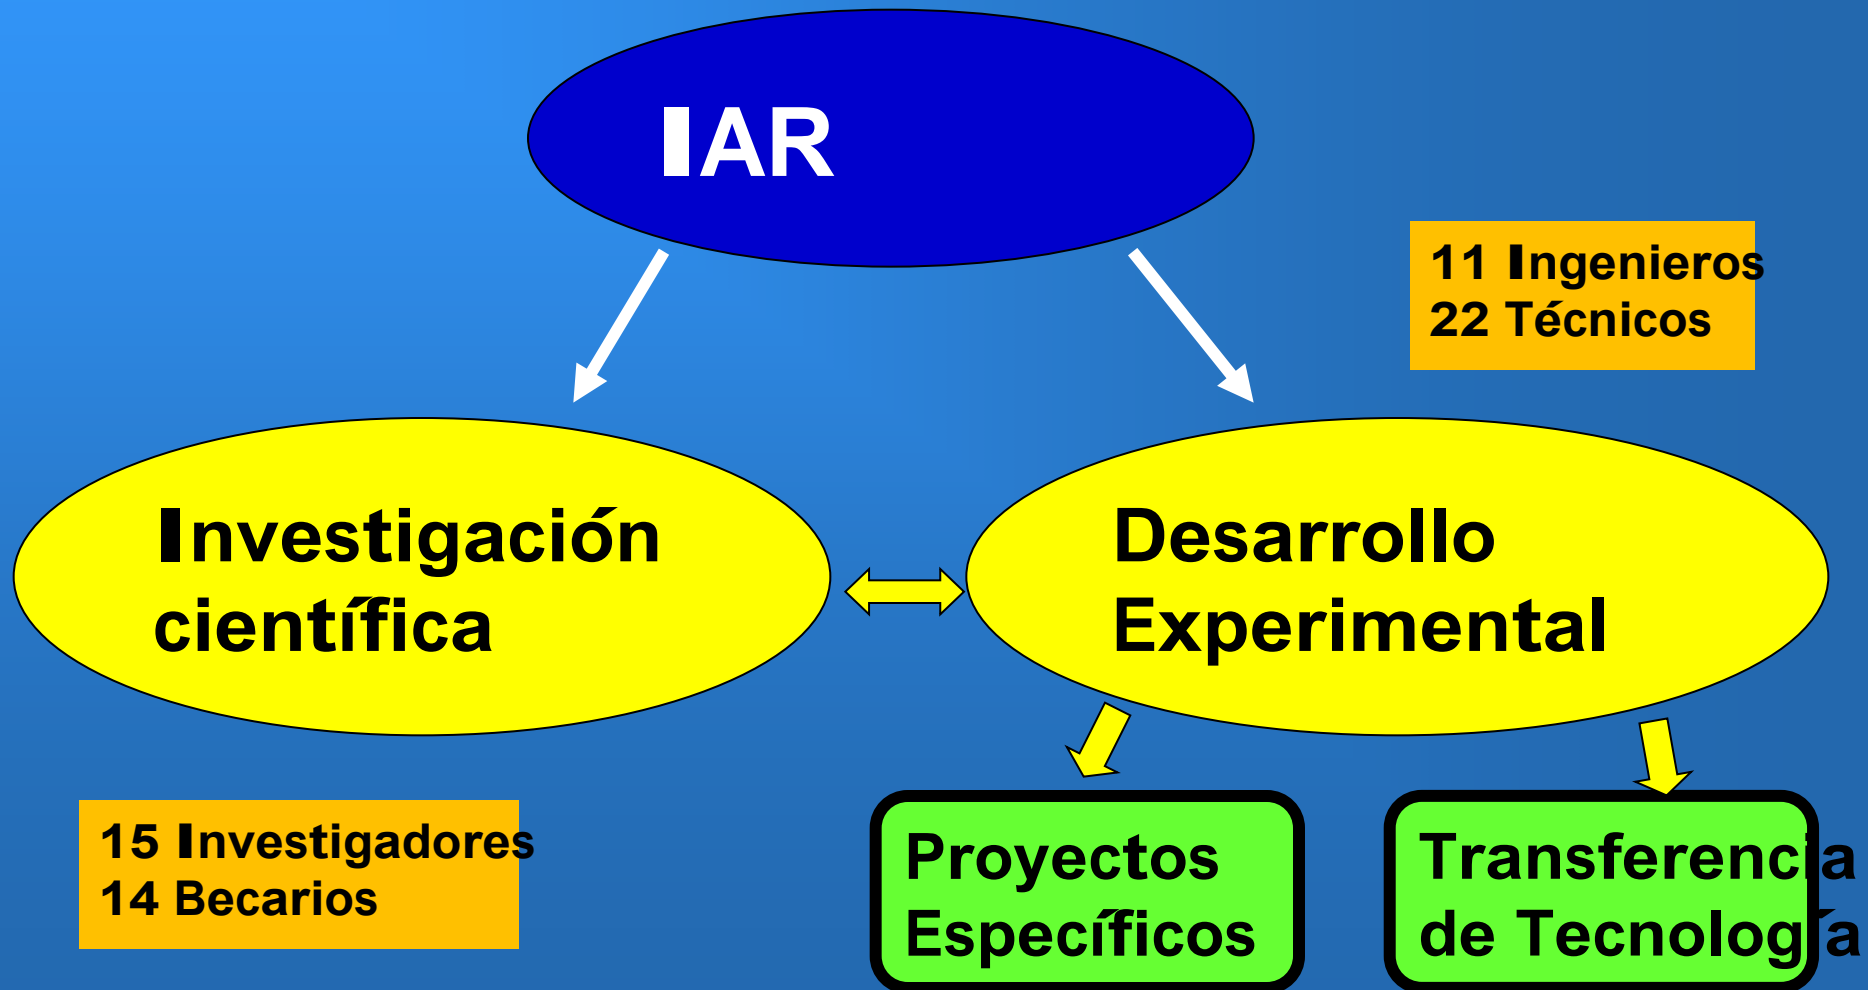 IAR
11 Ingenieros
22 Técnicos
Investigación
científica
Desarrollo
Experimental
15 Investigadores
14 Becarios
Proyectos
Específicos
Transferencia
de Tecnología